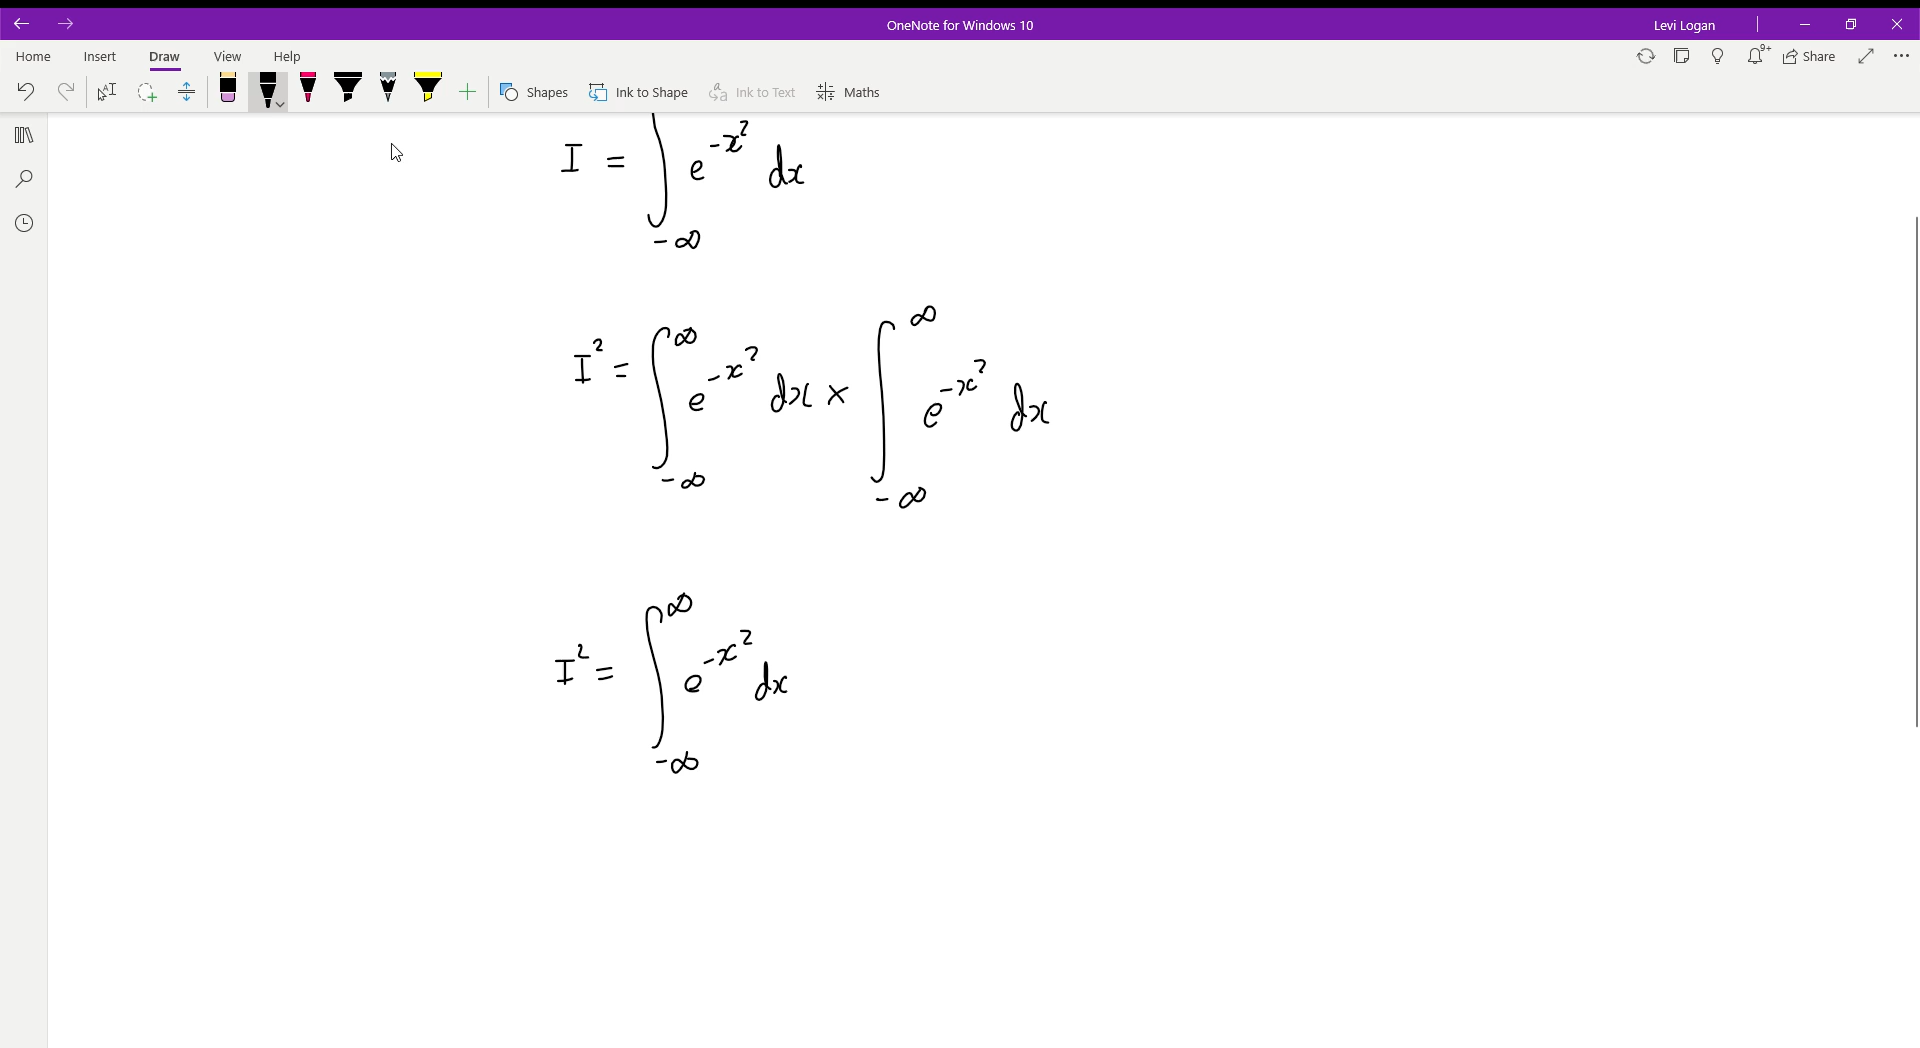 OneNote for Windows 10 Levi Logan
Home Insert Draw View Help 9+ Share
Shapes Ink to Shape Ink to Text Maths
I = ∫ e^{-x²} dx
-∞
I² = ∫_{-∞}^{∞} e^{-x²} dx × ∫_{-∞}^{∞} e^{-x²} dx
I² = ∫_{-∞}^{∞} e^{-x²} dx